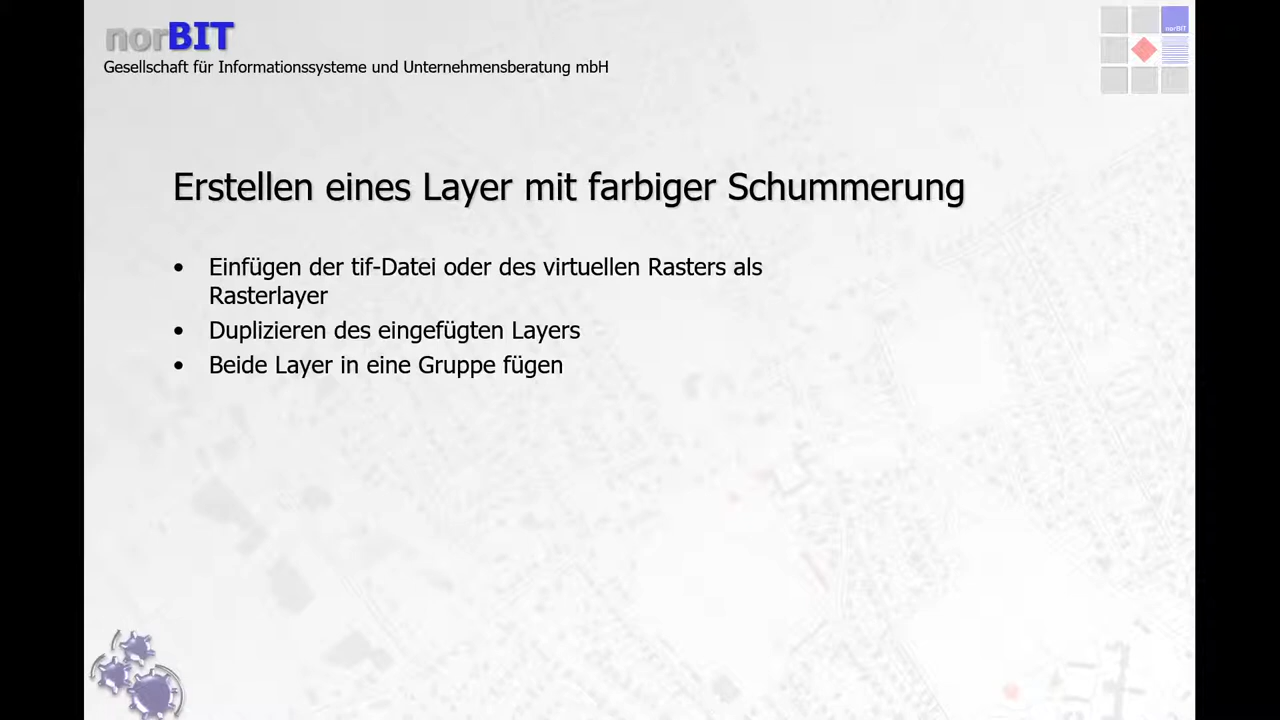 norBIT
Gesellschaft für Informationssysteme und Unternehmensberatung mbH
norBIT
Erstellen eines Layer mit farbiger Schummerung
• Einfügen der tif-Datei oder des virtuellen Rasters als
Rasterlayer
• Duplizieren des eingefügten Layers
• Beide Layer in eine Gruppe fügen